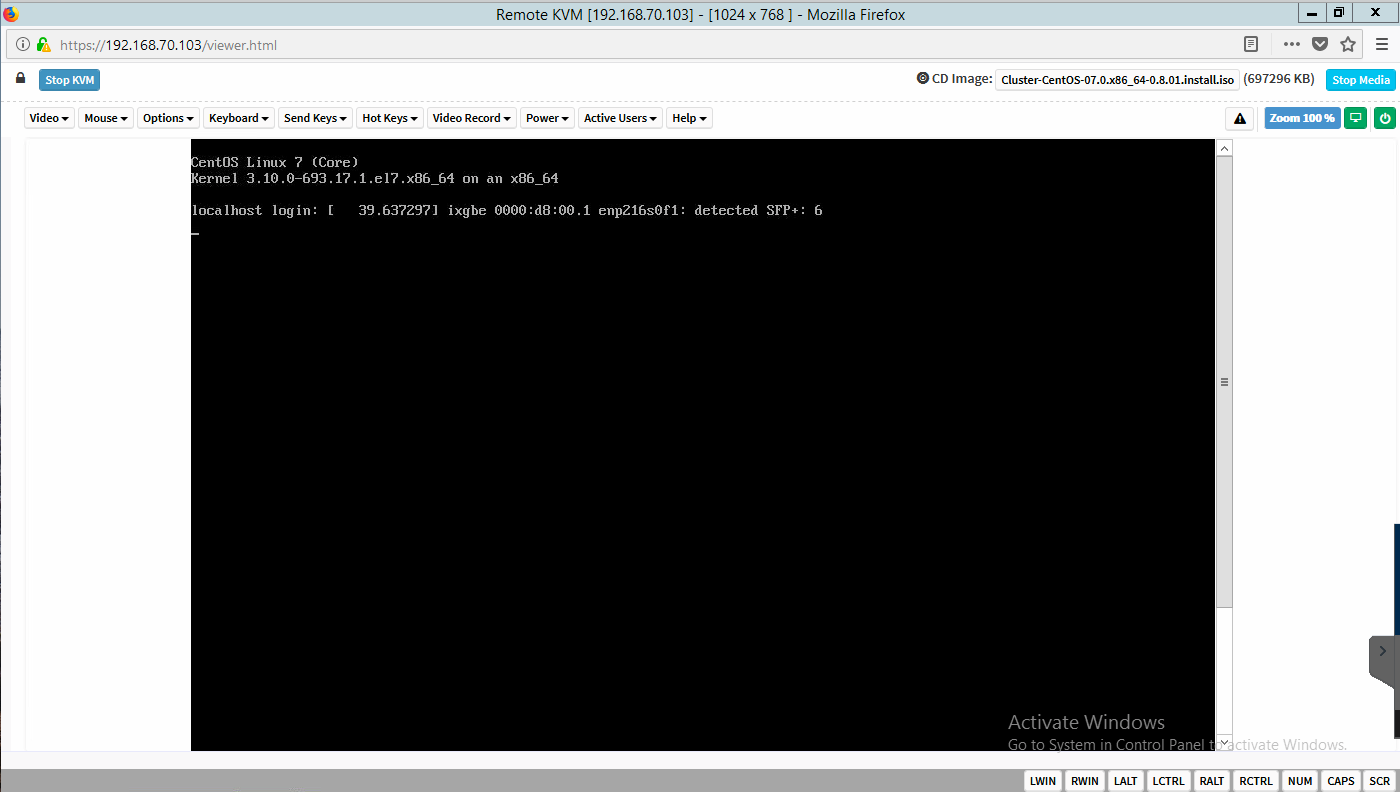 Remote KVM [192.168.70.103] - [1024 x 768 ] - Mozilla Firefox
https://192.168.70.103/viewer.html
Stop KVM
CD Image: Cluster-CentOS-07.0.x86_64-0.8.01.install.iso (697296 KB) Stop Media
Video Mouse Options Keyboard Send Keys Hot Keys Video Record Power Active Users Help Zoom 100 %
CentOS Linux 7 (Core)
Kernel 3.10.0-693.17.1.el7.x86_64 on an x86_64
localhost login: [   39.637297] ixgbe 0000:d8:00.1 enp216s0f1: detected SFP+: 6
_
Activate Windows
Go to System in Control Panel to activate Windows.
LWIN RWIN LALT LCTRL RALT RCTRL NUM CAPS SCR